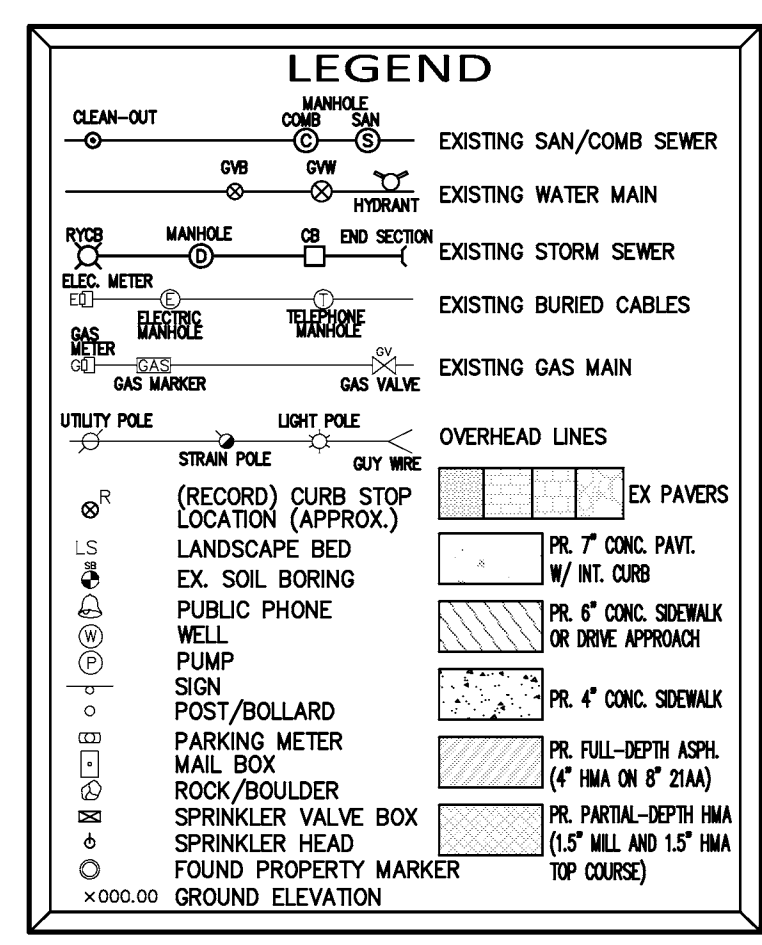 LEGEND
CLEAN-OUT
MANHOLE
COMB SAN
C S
EXISTING SAN/COMB SEWER
GVB GVW
HYDRANT
EXISTING WATER MAIN
RYCB MANHOLE CB END SECTION
D
EXISTING STORM SEWER
ELEC. METER
E E T
ELECTRIC
MANHOLE
TELEPHONE
MANHOLE
EXISTING BURIED CABLES
GAS
METER
G GAS GV
GAS MARKER GAS VALVE
EXISTING GAS MAIN
UTILITY POLE LIGHT POLE
STRAIN POLE GUY WIRE
OVERHEAD LINES
R
(RECORD) CURB STOP
LOCATION (APPROX.)
LS LANDSCAPE BED
SB
EX. SOIL BORING
PUBLIC PHONE
W WELL
P PUMP
SIGN
POST/BOLLARD
PARKING METER
MAIL BOX
ROCK/BOULDER
SPRINKLER VALVE BOX
SPRINKLER HEAD
FOUND PROPERTY MARKER
×000.00 GROUND ELEVATION
EX PAVERS
PR. 7" CONC. PAVT.
W/ INT. CURB
PR. 6" CONC. SIDEWALK
OR DRIVE APPROACH
PR. 4" CONC. SIDEWALK
PR. FULL-DEPTH ASPH.
(4" HMA ON 8" 21AA)
PR. PARTIAL-DEPTH HMA
(1.5" MILL AND 1.5" HMA
TOP COURSE)